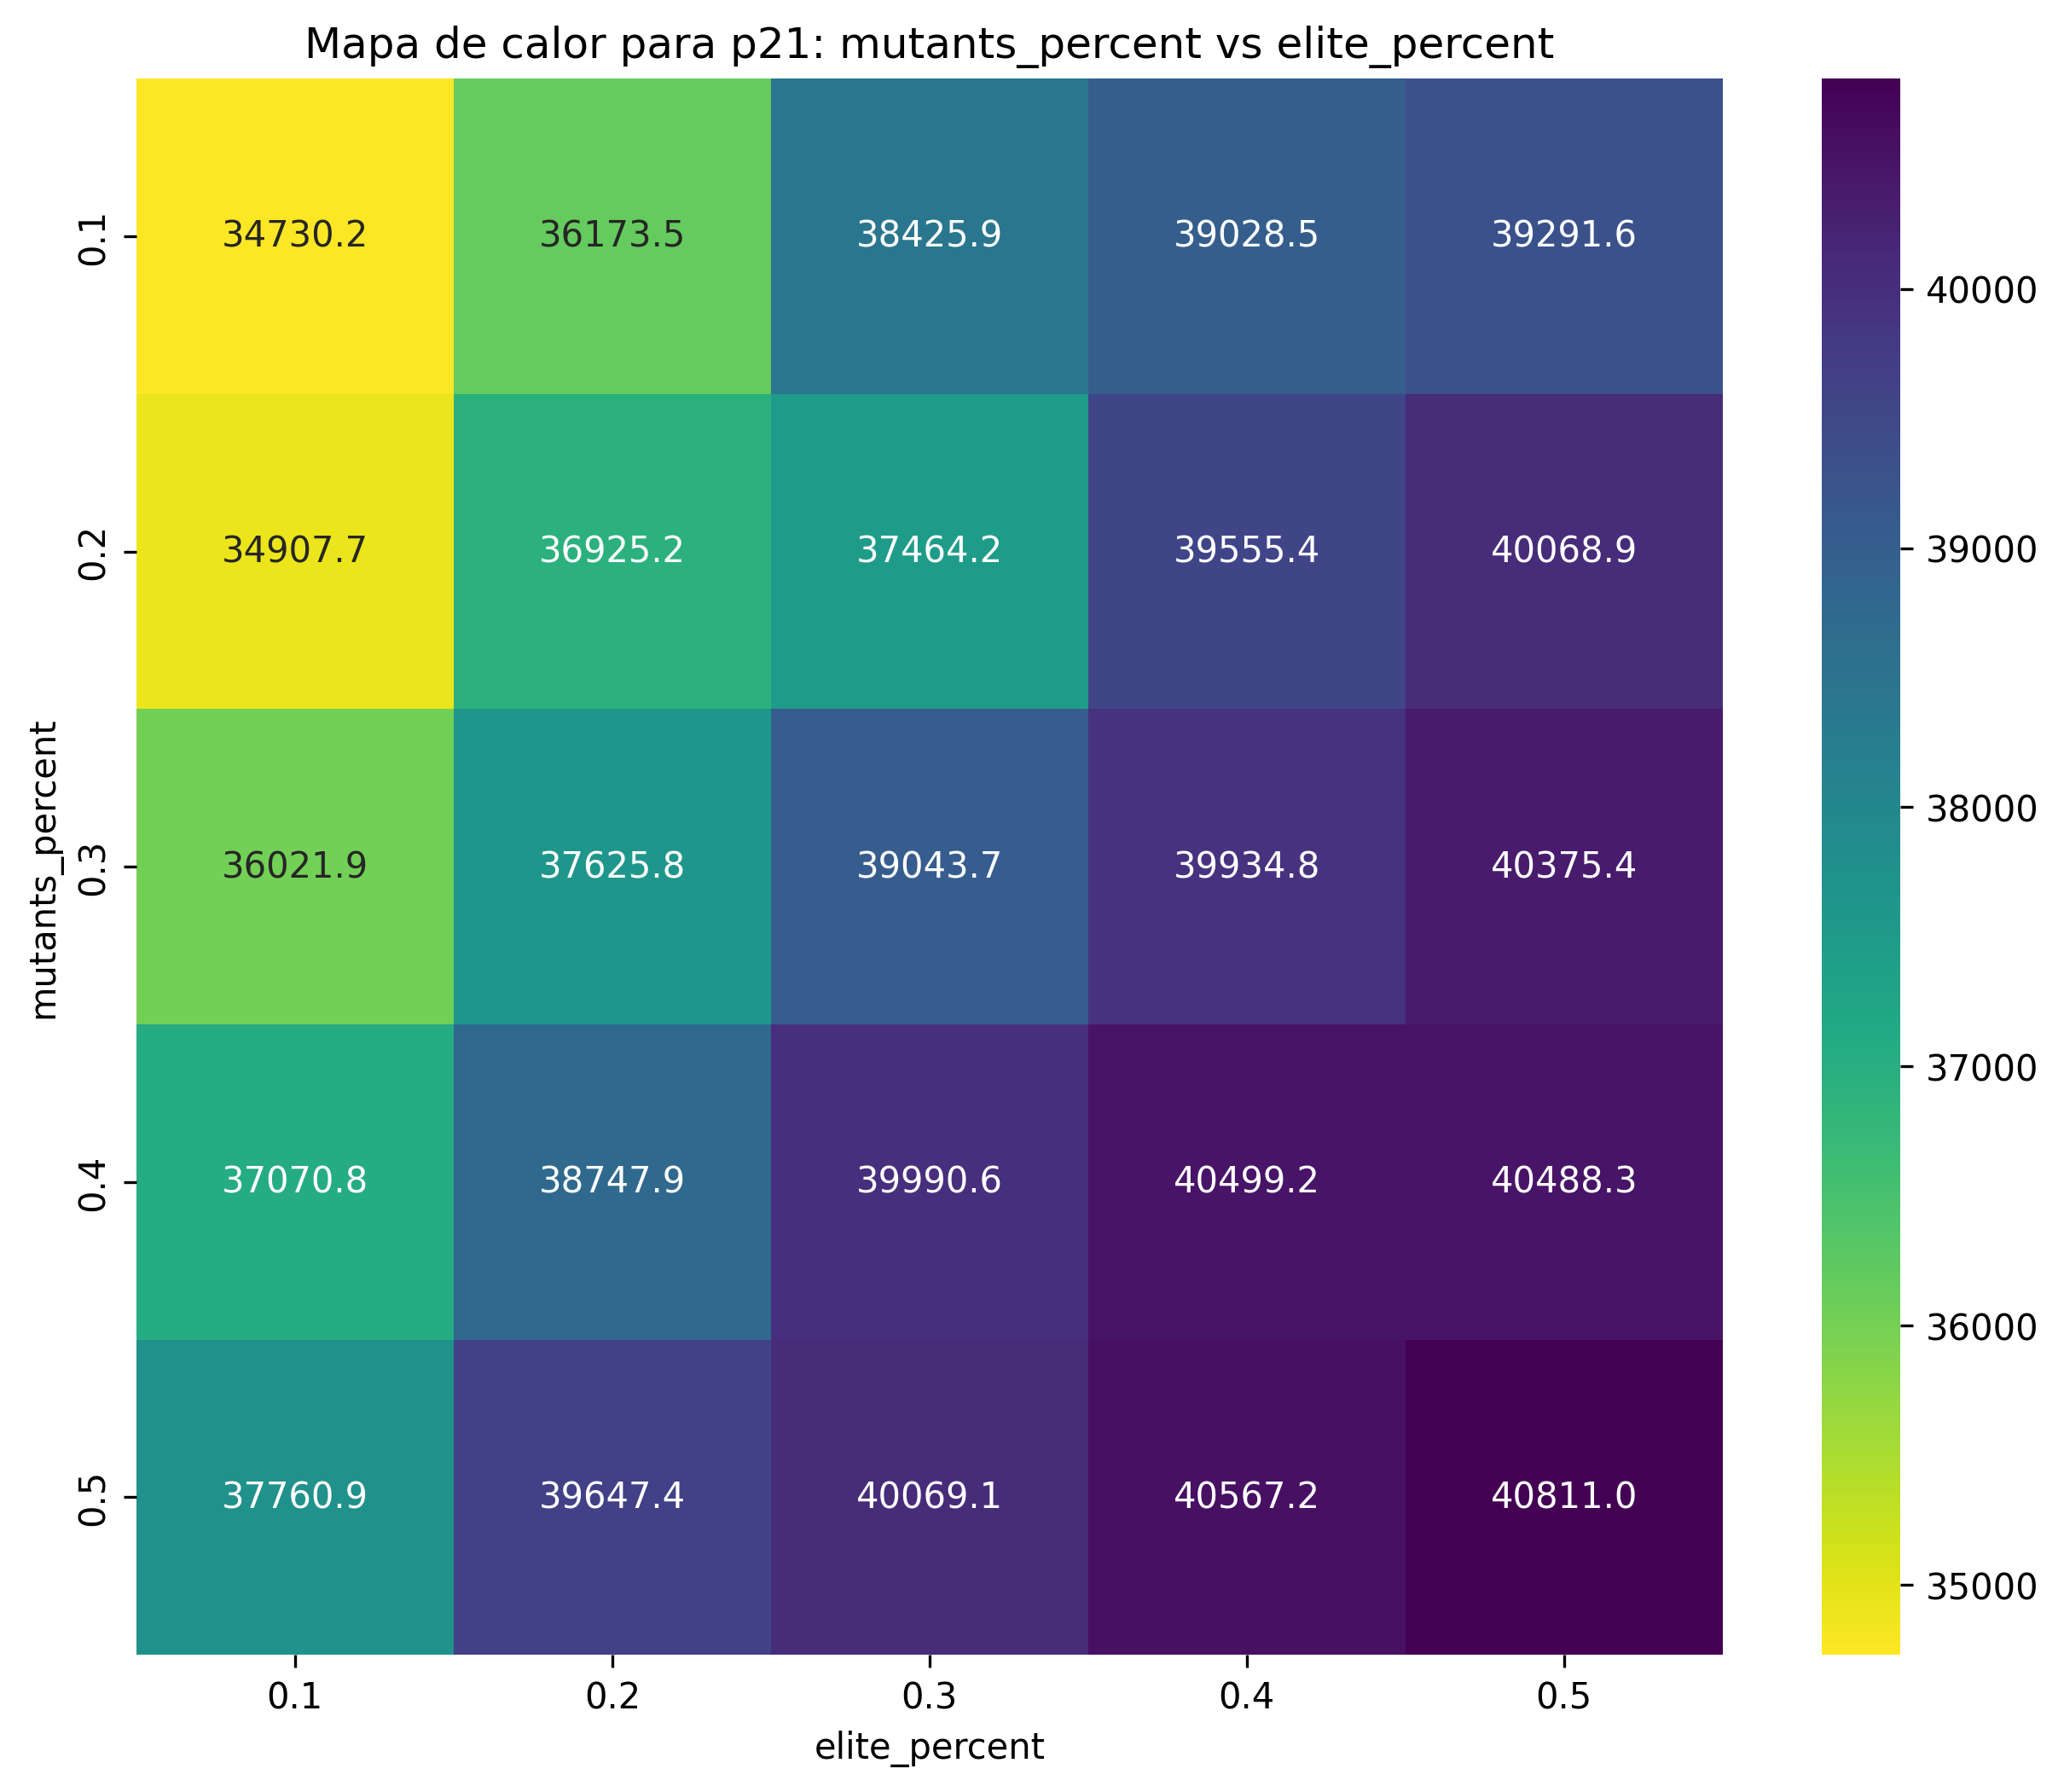 Mapa de calor para p21: mutants_percent vs elite_percent
mutants_percent
0.1 34730.2 36173.5 38425.9 39028.5 39291.6
0.2 34907.7 36925.2 37464.2 39555.4 40068.9
0.3 36021.9 37625.8 39043.7 39934.8 40375.4
0.4 37070.8 38747.9 39990.6 40499.2 40488.3
0.5 37760.9 39647.4 40069.1 40567.2 40811.0
0.1 0.2 0.3 0.4 0.5
elite_percent
40000
39000
38000
37000
36000
35000